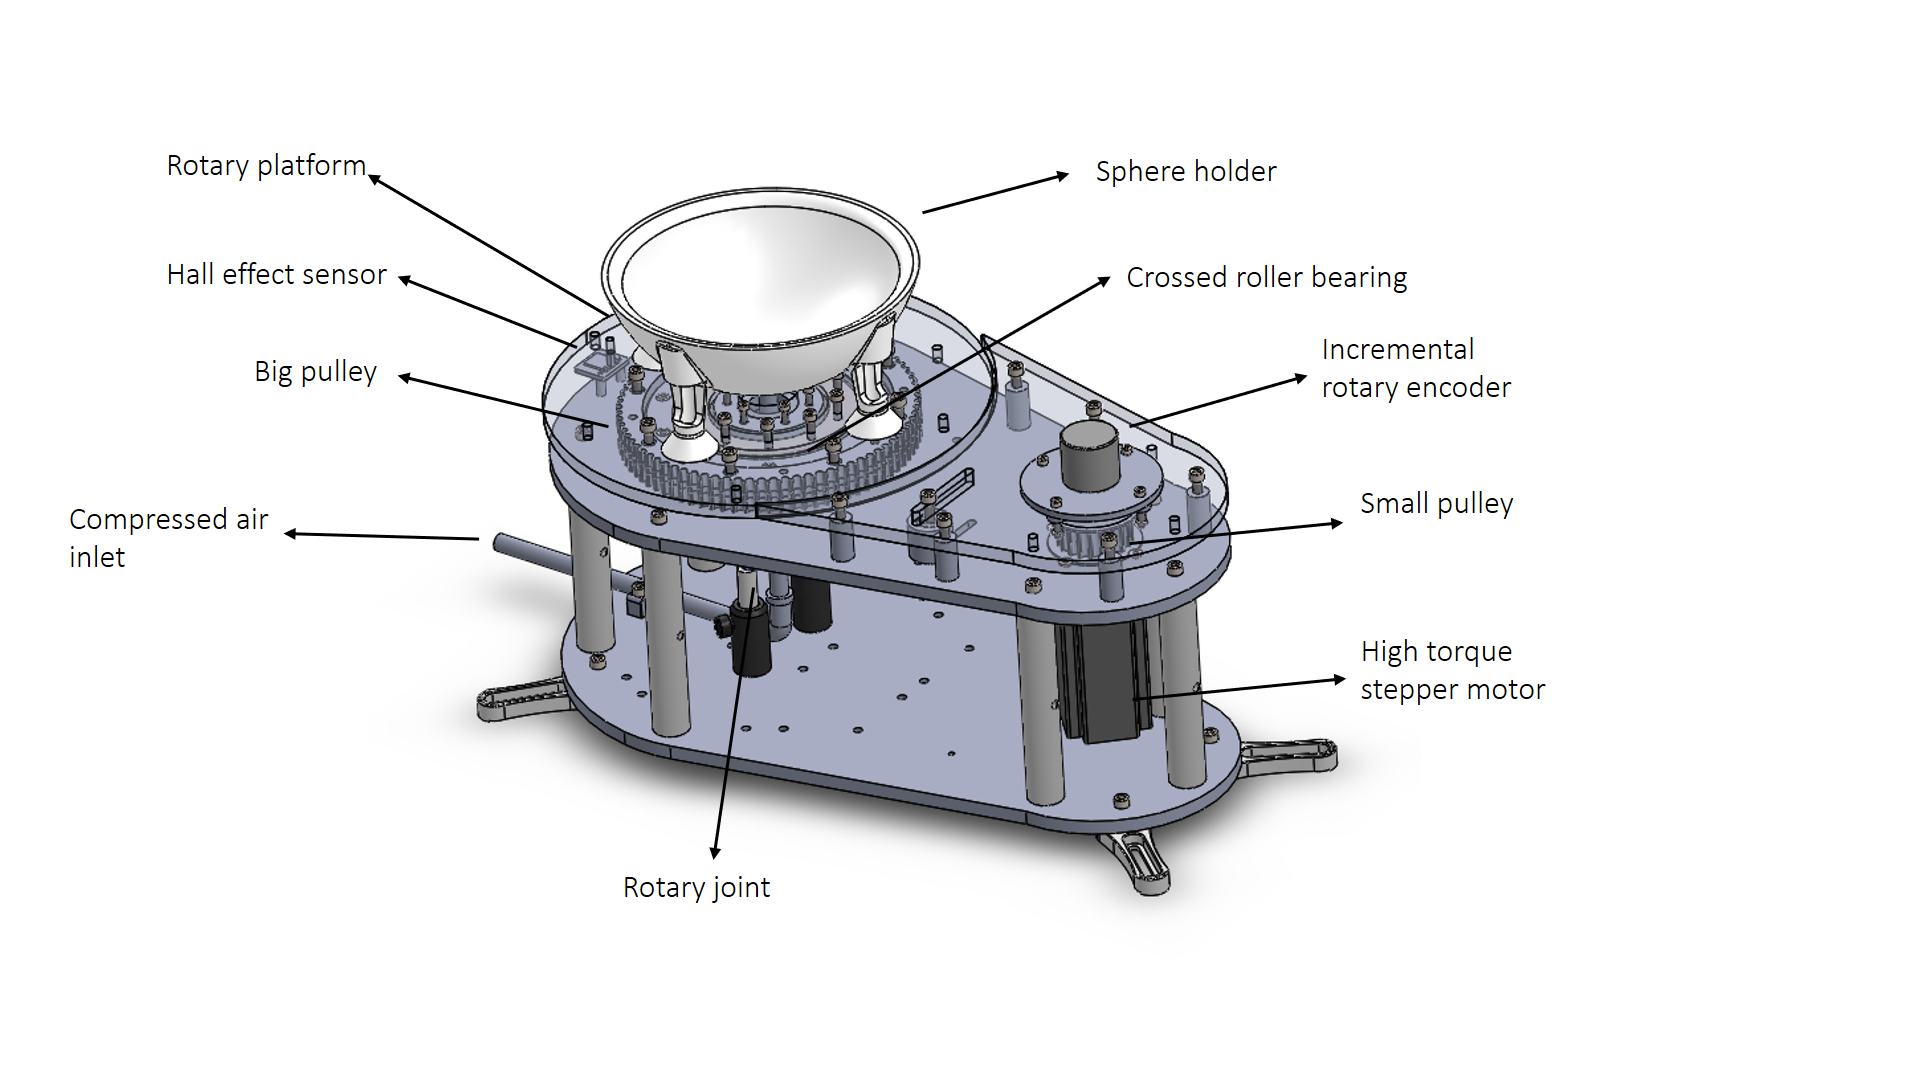 Rotary platform
Sphere holder
Hall effect sensor
Crossed roller bearing
Big pulley
Incremental
rotary encoder
Compressed air
inlet
Small pulley
High torque
stepper motor
Rotary joint